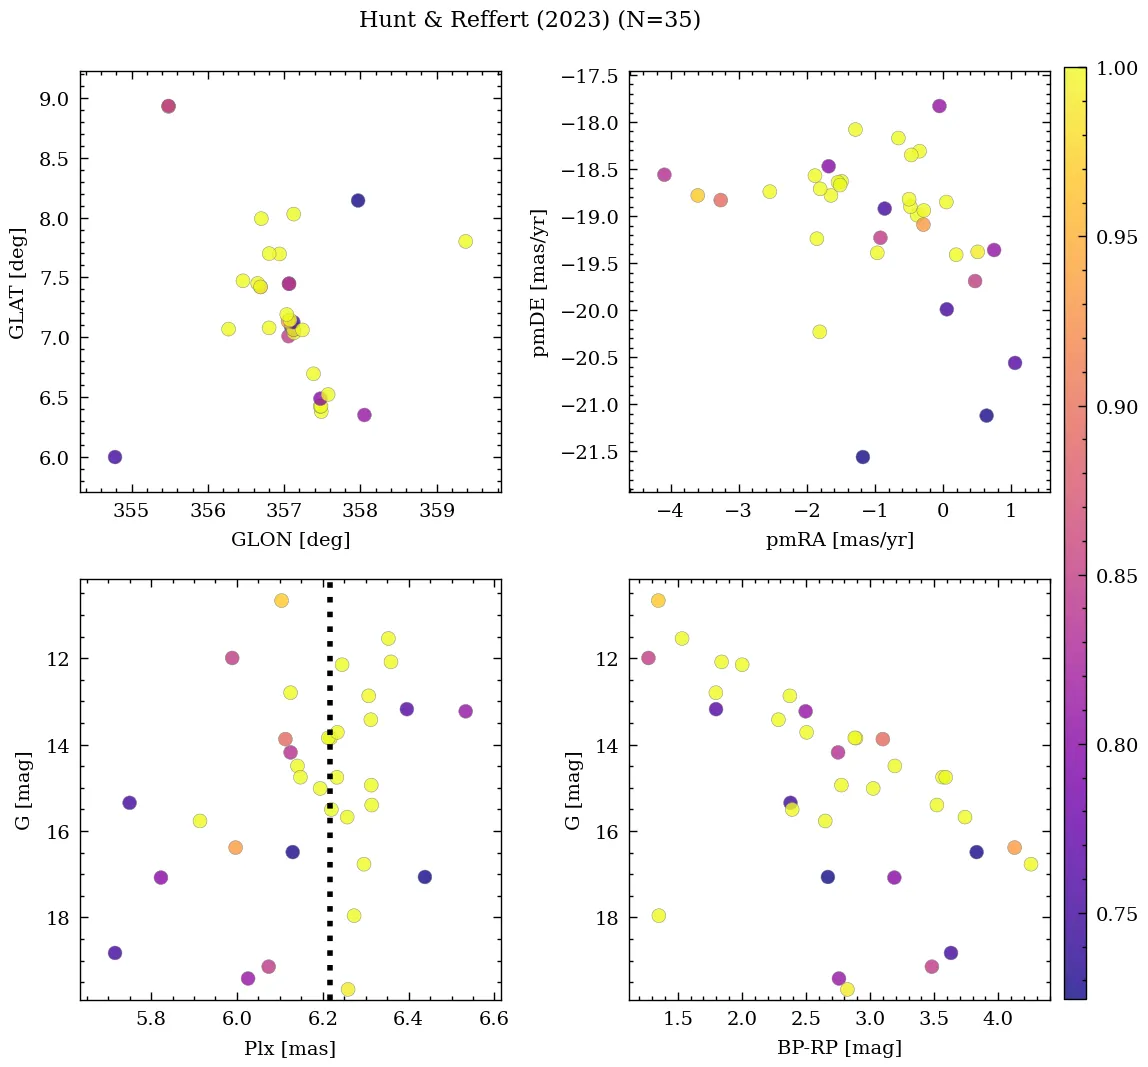 Hunt & Reffert (2023) (N=35)
9.0
8.5
8.0
7.5
7.0
6.5
6.0
GLAT [deg]
355 356 357 358 359
GLON [deg]
−17.5
−18.0
−18.5
−19.0
−19.5
−20.0
−20.5
−21.0
−21.5
pmDE [mas/yr]
−4 −3 −2 −1 0 1
pmRA [mas/yr]
12
14
16
18
G [mag]
5.8 6.0 6.2 6.4 6.6
Plx [mas]
12
14
16
18
G [mag]
1.5 2.0 2.5 3.0 3.5 4.0
BP-RP [mag]
1.00
0.95
0.90
0.85
0.80
0.75